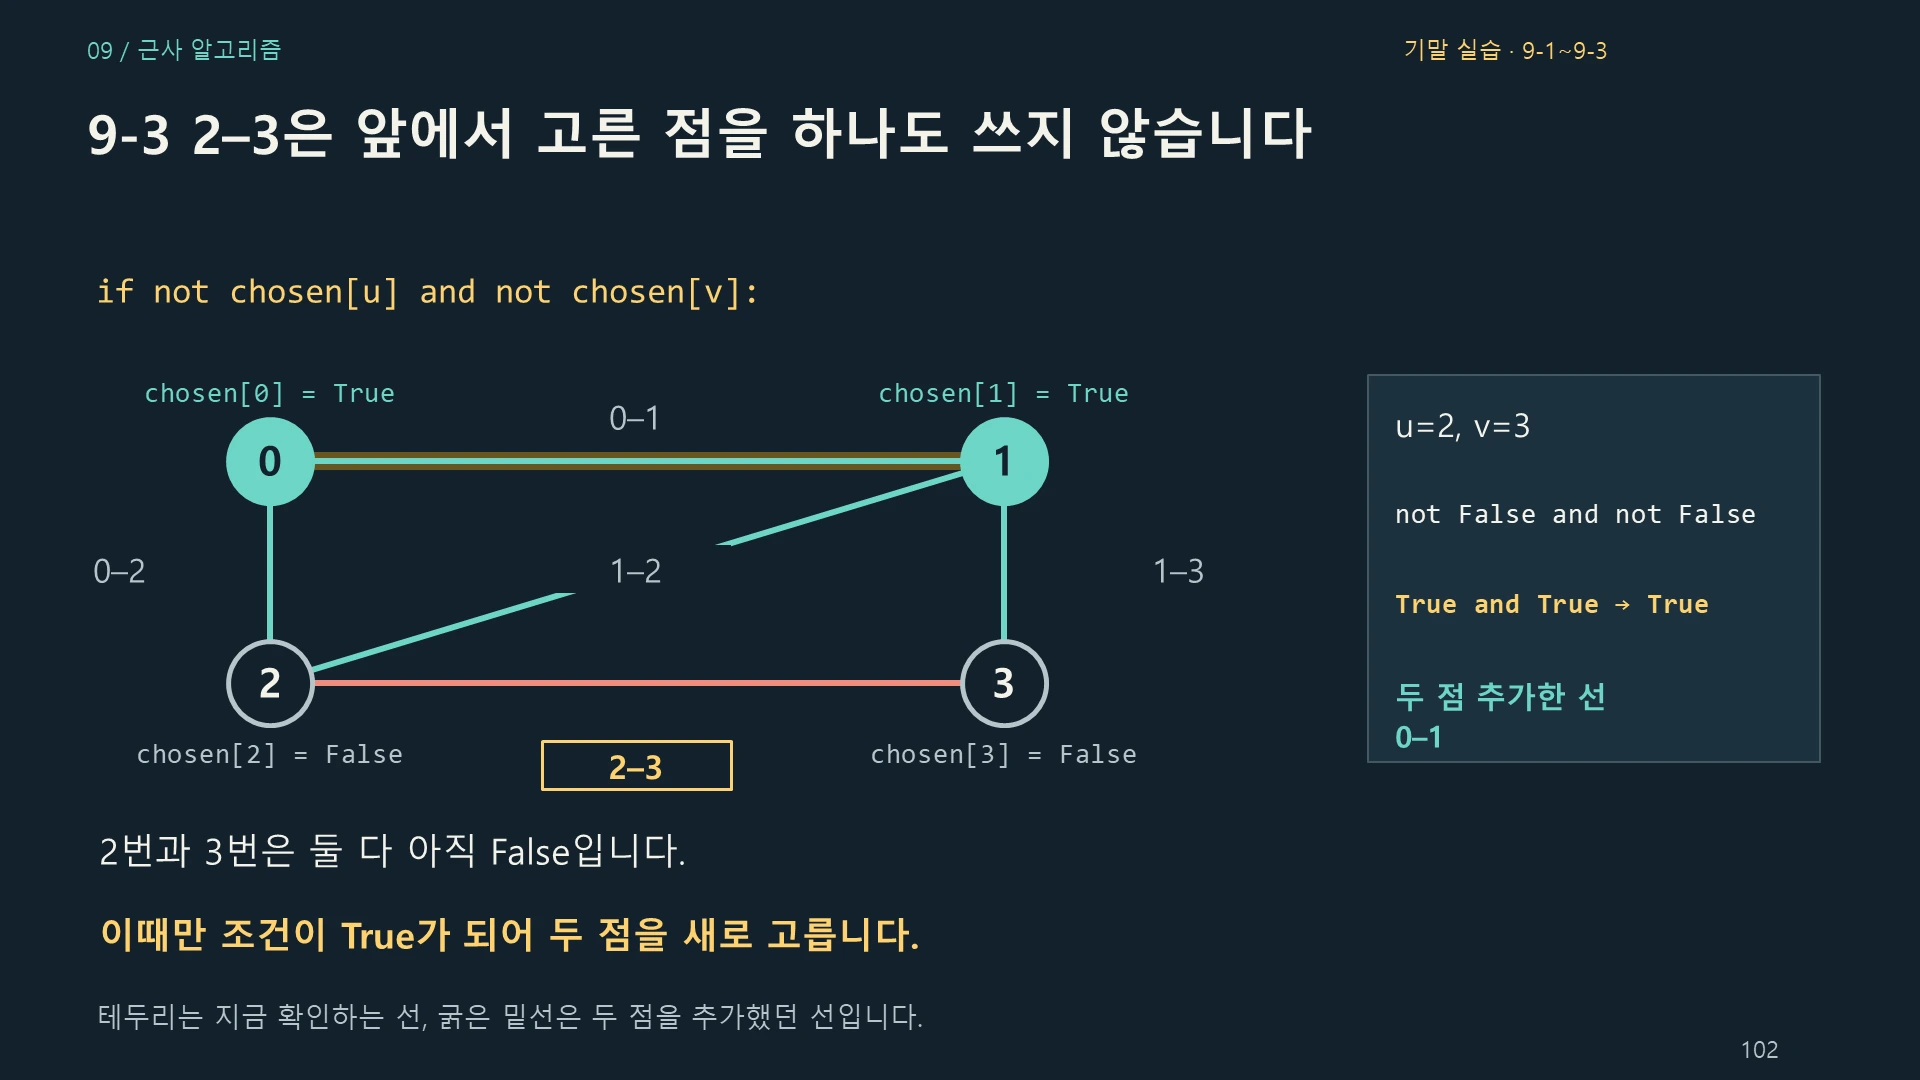 09 / 근사 알고리즘
기말 실습 · 9-1~9-3
9-3 2–3은 앞에서 고른 점을 하나도 쓰지 않습니다
if not chosen[u] and not chosen[v]:
chosen[0] = True
chosen[1] = True
0–1
0
1
0–2
1–2
1–3
2
3
chosen[2] = False
2–3
chosen[3] = False
u=2, v=3
not False and not False
True and True → True
두 점 추가한 선
0–1
2번과 3번은 둘 다 아직 False입니다.
이때만 조건이 True가 되어 두 점을 새로 고릅니다.
테두리는 지금 확인하는 선, 굵은 밑선은 두 점을 추가했던 선입니다.
102